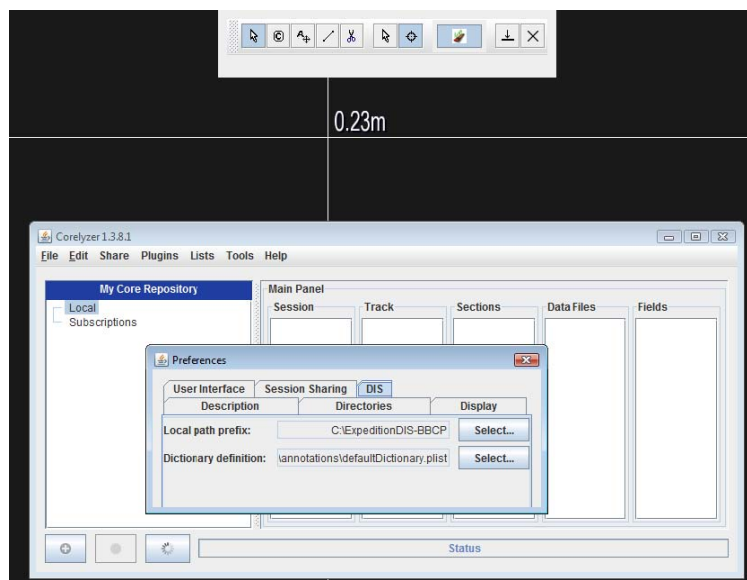 0.23m
Corelyzer 1.3.8.1
File Edit Share Plugins Lists Tools Help
My Core Repository
Local
Subscriptions
Main Panel
Session Track Sections Data Files Fields
Preferences
User Interface Session Sharing DIS
Description Directories Display
Local path prefix: C:\ExpeditionDIS-BBCP Select...
Dictionary definition: \annotations\defaultDictionary.plist Select...
Status